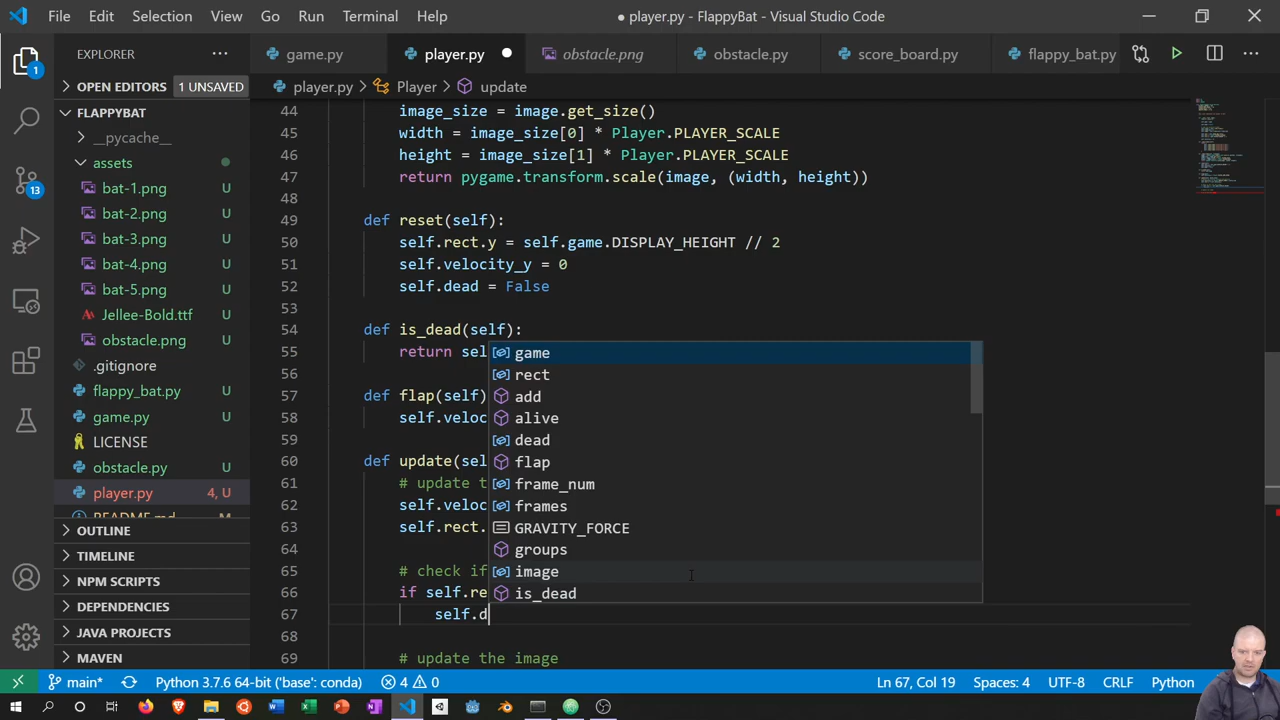 File Edit Selection View Go Run Terminal Help
● player.py - FlappyBat - Visual Studio Code
EXPLORER ···
game.py player.py obstacle.png obstacle.py score_board.py flappy_bat.py ···
OPEN EDITORS 1 UNSAVED
player.py > Player > update
FLAPPYBAT
__pycache__
assets
bat-1.png U
bat-2.png U
bat-3.png U
bat-4.png U
bat-5.png U
Jellee-Bold.ttf U
obstacle.png U
.gitignore
flappy_bat.py U
game.py U
LICENSE
obstacle.py U
player.py 4, U
README.md
OUTLINE
TIMELINE
NPM SCRIPTS
DEPENDENCIES
JAVA PROJECTS
MAVEN
1
13
44 image_size = image.get_size()
45 width = image_size[0] * Player.PLAYER_SCALE
46 height = image_size[1] * Player.PLAYER_SCALE
47 return pygame.transform.scale(image, (width, height))
48
49 def reset(self):
50 self.rect.y = self.game.DISPLAY_HEIGHT // 2
51 self.velocity_y = 0
52 self.dead = False
53
54 def is_dead(self):
55 return sel
56
57 def flap(self)
58 self.veloc
59
60 def update(sel
61 # update t
62 self.veloc
63 self.rect.
64
65 # check if
66 if self.re
67 self.d
68
69 # update the image
game
rect
add
alive
dead
flap
frame_num
frames
GRAVITY_FORCE
groups
image
is_dead
main* Python 3.7.6 64-bit ('base': conda) 4 0 Ln 67, Col 19 Spaces: 4 UTF-8 CRLF Python